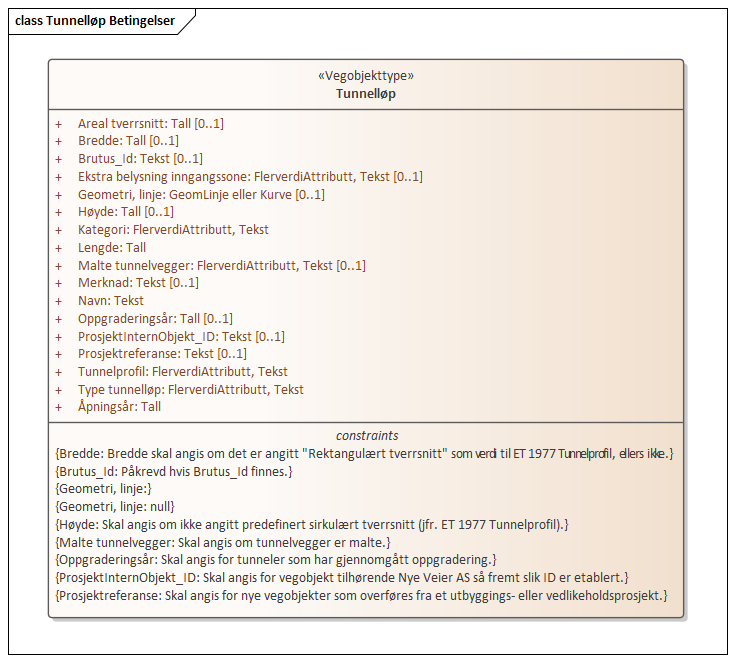 class Tunnelløp Betingelser
«Vegobjekttype»
Tunnelløp
+ Areal tverrsnitt: Tall [0..1]
+ Bredde: Tall [0..1]
+ Brutus_Id: Tekst [0..1]
+ Ekstra belysning inngangssone: FlerverdiAttributt, Tekst [0..1]
+ Geometri, linje: GeomLinje eller Kurve [0..1]
+ Høyde: Tall [0..1]
+ Kategori: FlerverdiAttributt, Tekst
+ Lengde: Tall
+ Malte tunnelvegger: FlerverdiAttributt, Tekst [0..1]
+ Merknad: Tekst [0..1]
+ Navn: Tekst
+ Oppgraderingsår: Tall [0..1]
+ ProsjektInternObjekt_ID: Tekst [0..1]
+ Prosjektreferanse: Tekst [0..1]
+ Tunnelprofil: FlerverdiAttributt, Tekst
+ Type tunnelløp: FlerverdiAttributt, Tekst
+ Åpningsår: Tall
constraints
{Bredde: Bredde skal angis om det er angitt "Rektangulært tverrsnitt" som verdi til ET 1977 Tunnelprofil, ellers ikke.}
{Brutus_Id: Påkrevd hvis Brutus_Id finnes.}
{Geometri, linje:}
{Geometri, linje: null}
{Høyde: Skal angis om ikke angitt predefinert sirkulært tverrsnitt (jfr. ET 1977 Tunnelprofil).}
{Malte tunnelvegger: Skal angis om tunnelvegger er malte.}
{Oppgraderingsår: Skal angis for tunneler som har gjennomgått oppgradering.}
{ProsjektInternObjekt_ID: Skal angis for vegobjekt tilhørende Nye Veier AS så fremt slik ID er etablert.}
{Prosjektreferanse: Skal angis for nye vegobjekter som overføres fra et utbyggings- eller vedlikeholdsprosjekt.}